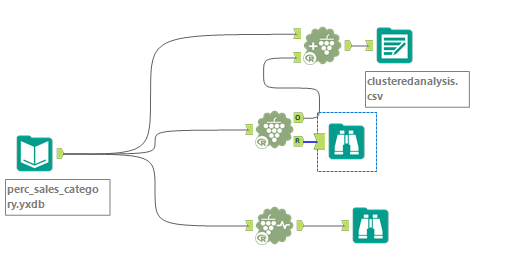 clusteredanalysis.
csv
O
R
perc_sales_catego
ry.yxdb